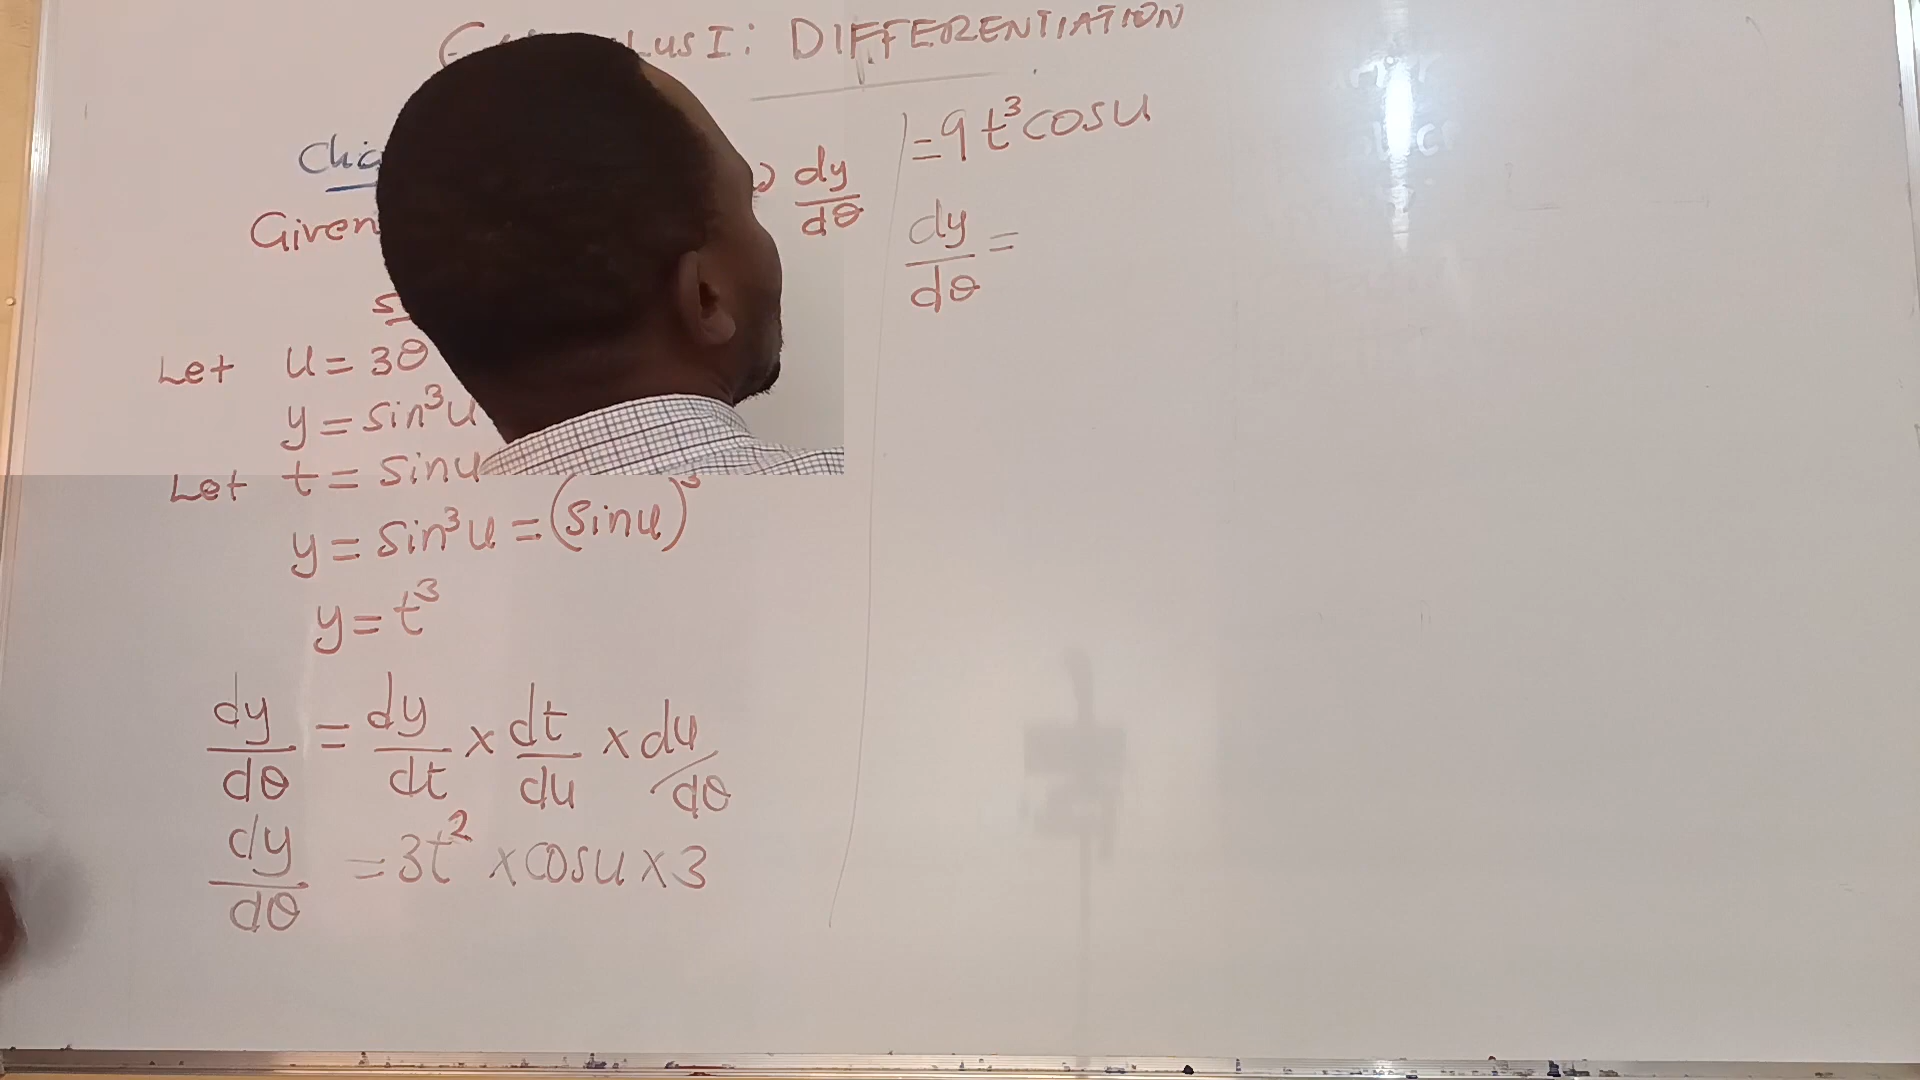 LUS I: DIFFERENTIATION
Given dy/dθ
Let u = 3θ
y = sin³u
Let t = sinu
y = sin³u = (sinu)³
y = t³
dy/dθ = dy/dt × dt/du × du/dθ
dy/dθ = 3t² × cosu × 3
= 9t³cosu
dy/dθ =